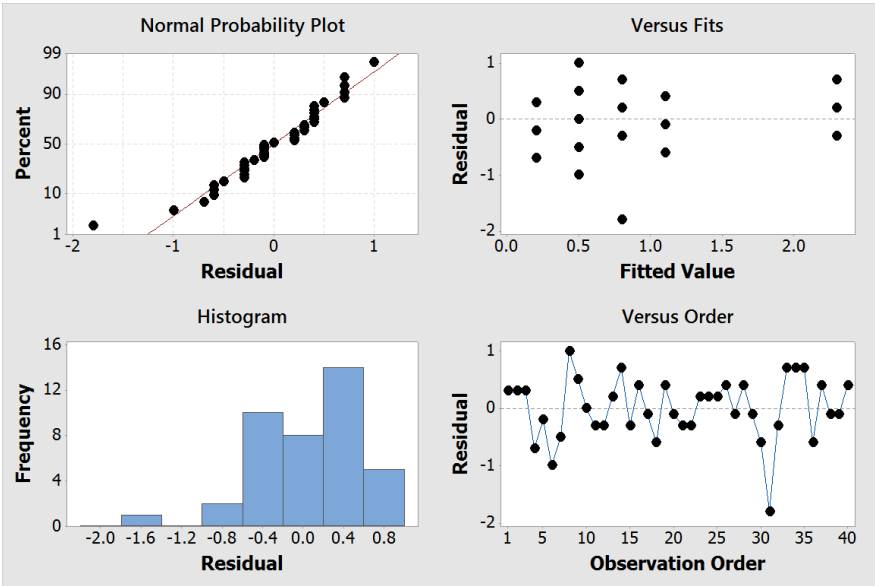 Normal Probability Plot
99
90
50
10
1
Percent
-2 -1 0 1
Residual
Versus Fits
1
0
-1
-2
Residual
0.0 0.5 1.0 1.5 2.0
Fitted Value
Histogram
16
12
8
4
0
Frequency
-2.0 -1.6 -1.2 -0.8 -0.4 0.0 0.4 0.8
Residual
Versus Order
1
0
-1
-2
Residual
1 5 10 15 20 25 30 35 40
Observation Order